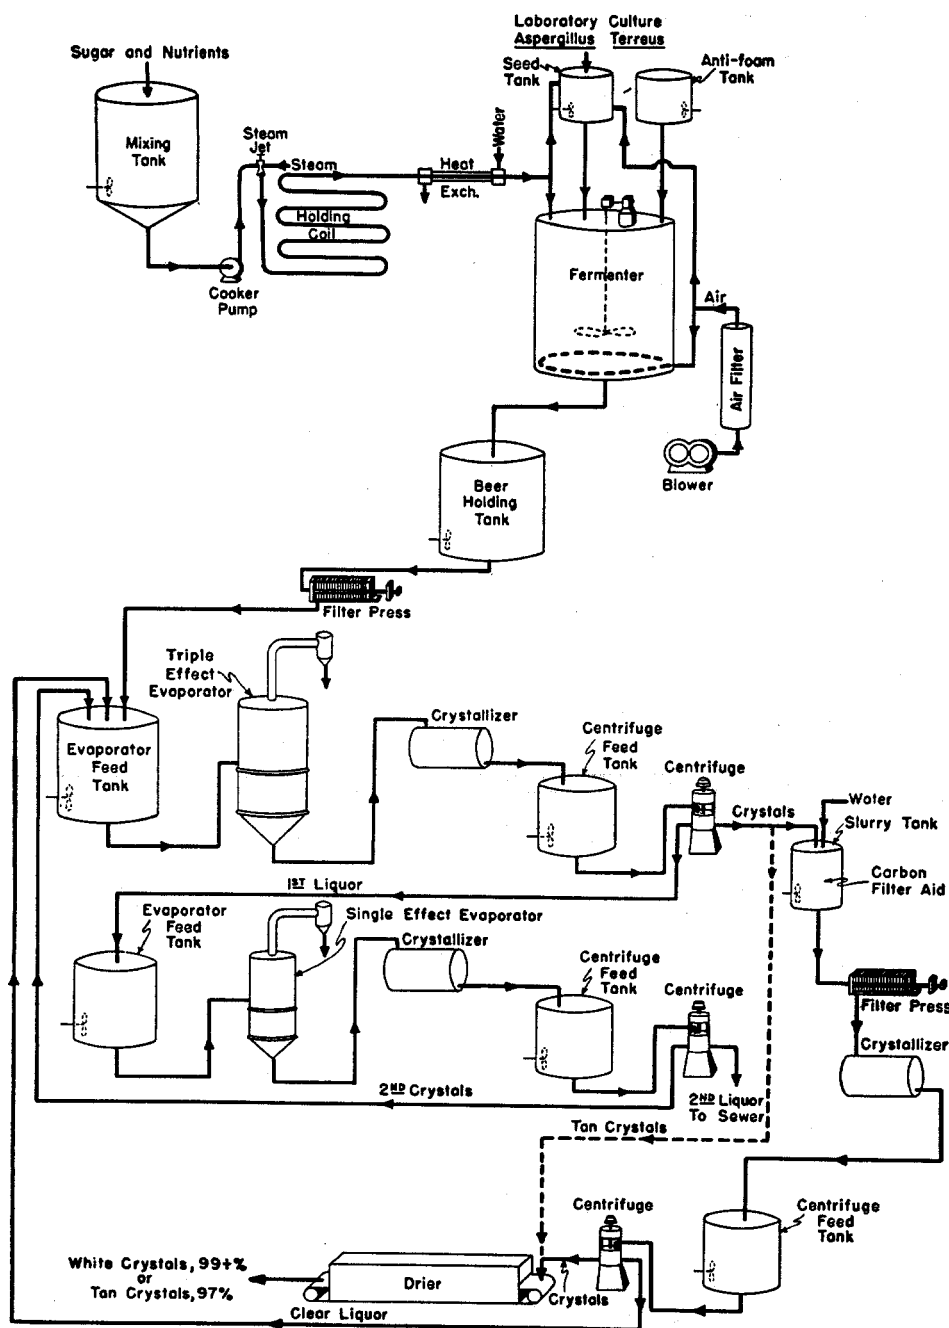 Laboratory Culture
Aspergillus Terreus
Sugar and Nutrients
Seed
Tank
Anti-foam
Tank
Mixing
Tank
Steam
Jet
Steam
Water
Heat
Exch.
Holding
Coil
Cooker
Pump
Fermenter
Air
Air Filter
Blower
Beer
Holding
Tank
Filter Press
Triple
Effect
Evaporator
Evaporator
Feed
Tank
Crystallizer
Centrifuge
Feed
Tank
Centrifuge
Crystals
Water
Slurry Tank
Carbon
Filter Aid
1ST Liquor
Evaporator
Feed
Tank
Single Effect Evaporator
Crystallizer
Centrifuge
Feed
Tank
Centrifuge
Filter Press
Crystallizer
2ND Crystals
2ND Liquor
To Sewer
Tan Crystals
Centrifuge
Centrifuge
Feed
Tank
White Crystals, 99+%
or
Tan Crystals, 97%
Drier
Crystals
Clear Liquor